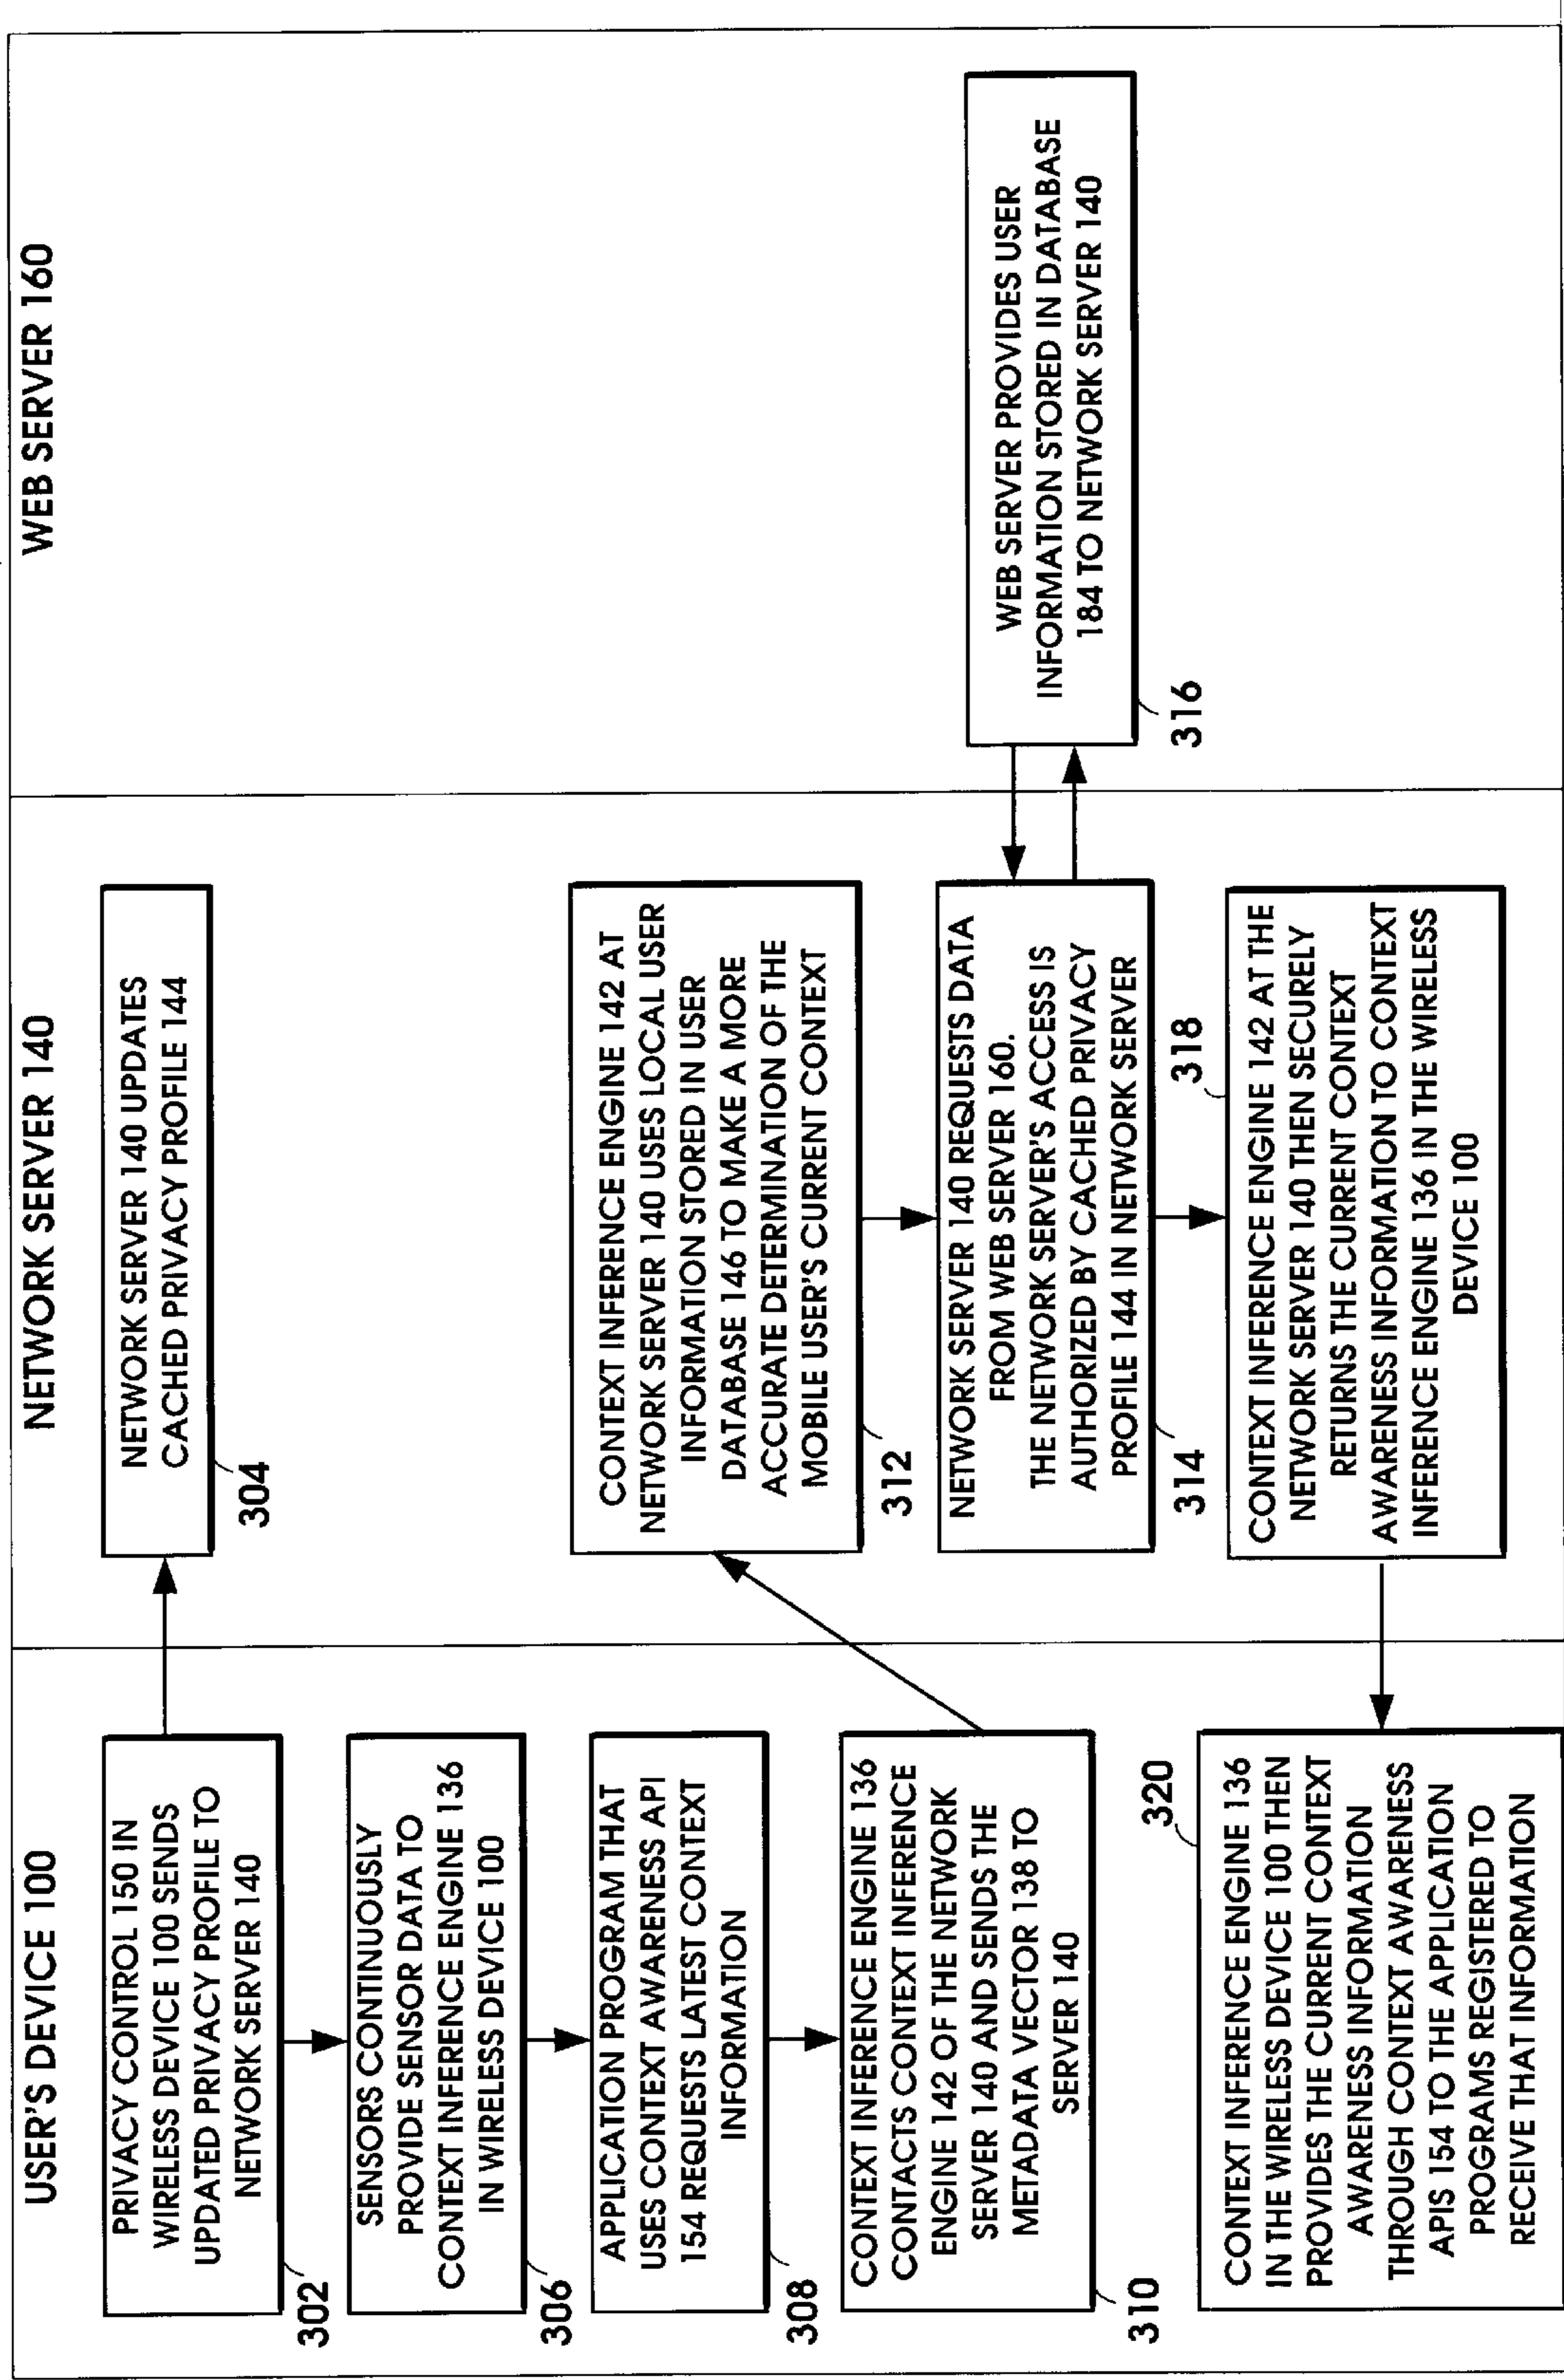 USER'S DEVICE 100
PRIVACY CONTROL 150 IN
WIRELESS DEVICE 100 SENDS
UPDATED PRIVACY PROFILE TO
NETWORK SERVER 140
302
SENSORS CONTINUOUSLY
PROVIDE SENSOR DATA TO
CONTEXT INFERENCE ENGINE 136
IN WIRELESS DEVICE 100
306
APPLICATION PROGRAM THAT
USES CONTEXT AWARENESS API
154 REQUESTS LATEST CONTEXT
INFORMATION
308
CONTEXT INFERENCE ENGINE 136
CONTACTS CONTEXT INFERENCE
ENGINE 142 OF THE NETWORK
SERVER 140 AND SENDS THE
METADATA VECTOR 138 TO
SERVER 140
310
320
CONTEXT INFERENCE ENGINE 136
IN THE WIRELESS DEVICE 100 THEN
PROVIDES THE CURRENT CONTEXT
AWARENESS INFORMATION
THROUGH CONTEXT AWARENESS
APIS 154 TO THE APPLICATION
PROGRAMS REGISTERED TO
RECEIVE THAT INFORMATION
NETWORK SERVER 140
NETWORK SERVER 140 UPDATES
CACHED PRIVACY PROFILE 144
304
CONTEXT INFERENCE ENGINE 142 AT
NETWORK SERVER 140 USES LOCAL USER
INFORMATION STORED IN USER
DATABASE 146 TO MAKE A MORE
ACCURATE DETERMINATION OF THE
MOBILE USER'S CURRENT CONTEXT
312
NETWORK SERVER 140 REQUESTS DATA
FROM WEB SERVER 160.
THE NETWORK SERVER'S ACCESS IS
AUTHORIZED BY CACHED PRIVACY
PROFILE 144 IN NETWORK SERVER
314
318
CONTEXT INFERENCE ENGINE 142 AT THE
NETWORK SERVER 140 THEN SECURELY
RETURNS THE CURRENT CONTEXT
AWARENESS INFORMATION TO CONTEXT
INFERENCE ENGINE 136 IN THE WIRELESS
DEVICE 100
WEB SERVER 160
WEB SERVER PROVIDES USER
INFORMATION STORED IN DATABASE
184 TO NETWORK SERVER 140
316